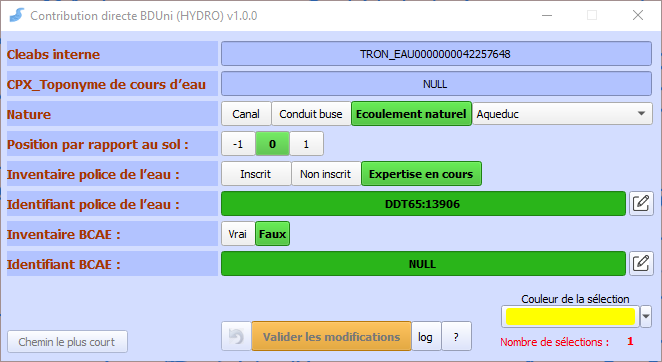 Contribution directe BDUni (HYDRO) v1.0.0
Cleabs interne TRON_EAU0000000042257648
CPX_Toponyme de cours d’eau NULL
Nature Canal Conduit buse Ecoulement naturel Aqueduc
Position par rapport au sol : -1 0 1
Inventaire police de l’eau : Inscrit Non inscrit Expertise en cours
Identifiant police de l’eau : DDT65:13906
Inventaire BCAE : Vrai Faux
Identifiant BCAE : NULL
Couleur de la sélection
Chemin le plus court Valider les modifications log ? Nombre de sélections : 1